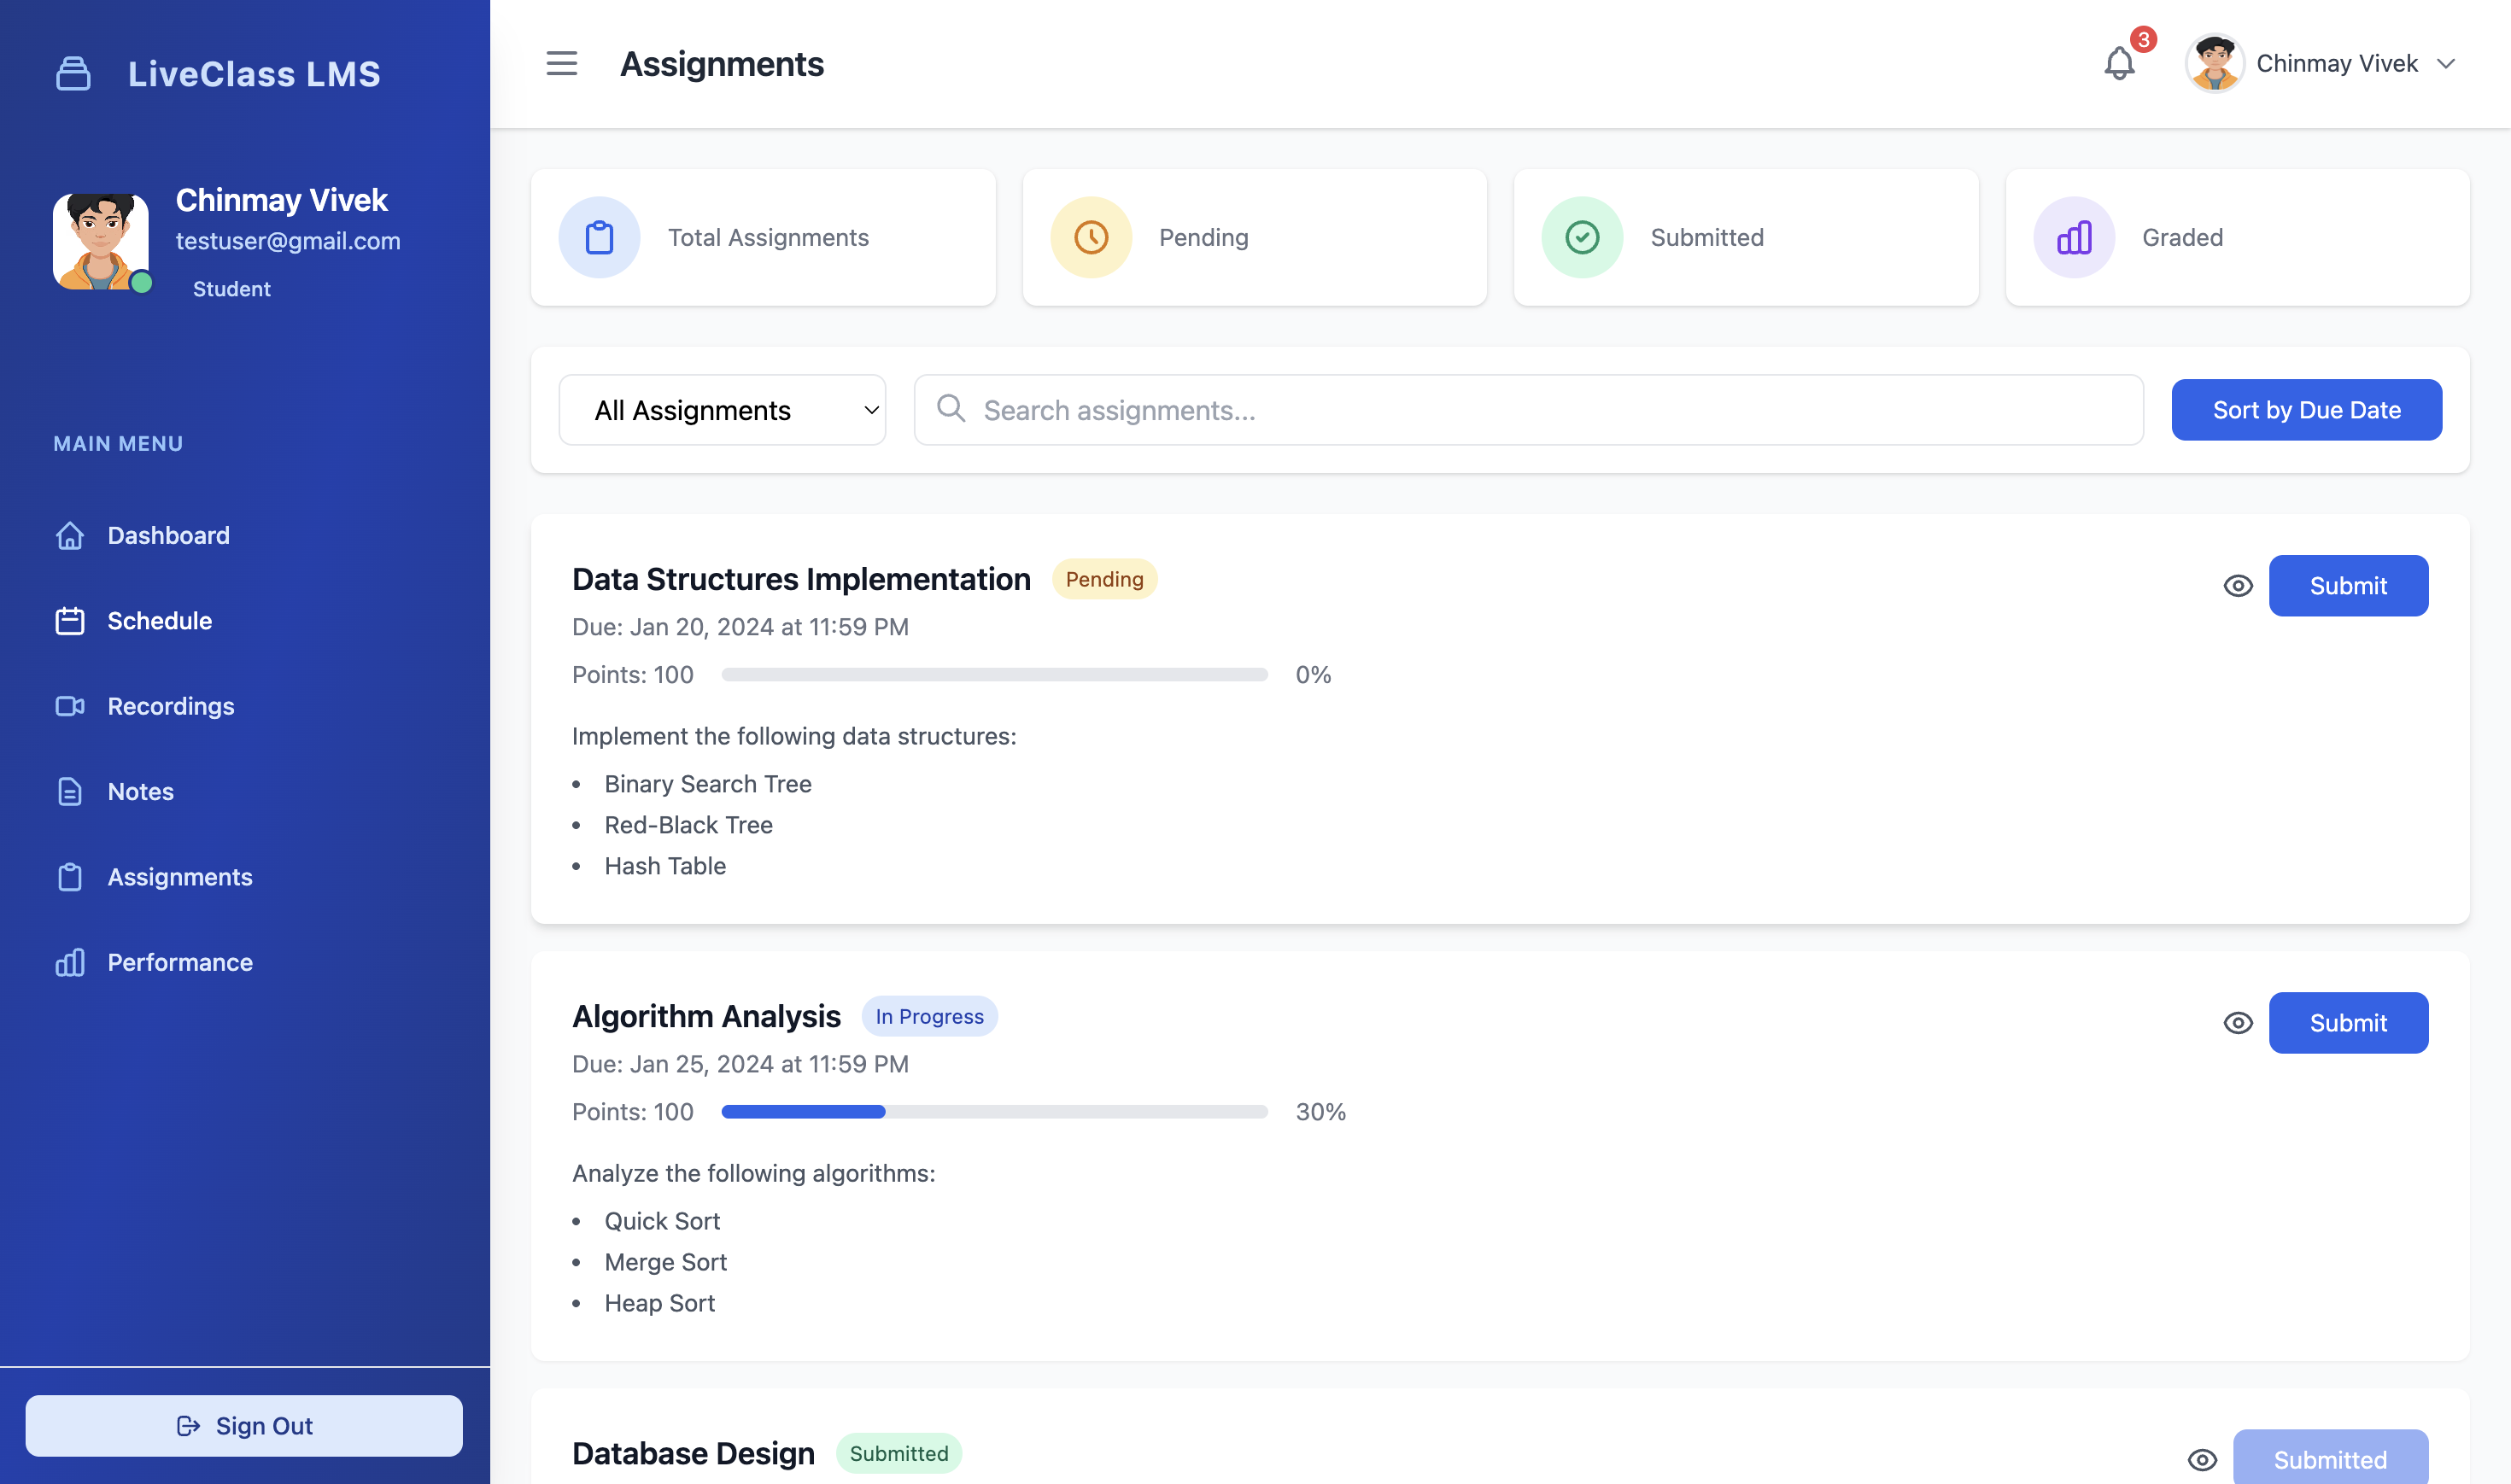 LiveClass LMS
Chinmay Vivek
testuser@gmail.com
Student
MAIN MENU
Dashboard
Schedule
Recordings
Notes
Assignments
Performance
Sign Out
Assignments
3
Chinmay Vivek
Total Assignments
Pending
Submitted
Graded
All Assignments
Search assignments...
Sort by Due Date
Data Structures Implementation Pending
Submit
Due: Jan 20, 2024 at 11:59 PM
Points: 100 0%
Implement the following data structures:
• Binary Search Tree
• Red-Black Tree
• Hash Table
Algorithm Analysis In Progress
Submit
Due: Jan 25, 2024 at 11:59 PM
Points: 100 30%
Analyze the following algorithms:
• Quick Sort
• Merge Sort
• Heap Sort
Database Design Submitted
Submitted